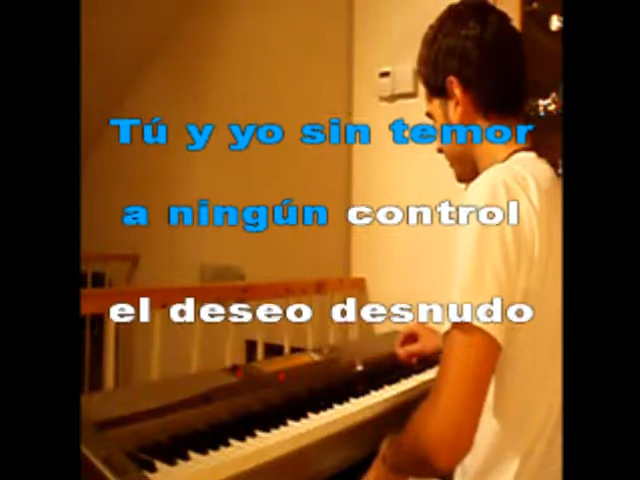 Tú y yo sin temor
a ningún control
el deseo desnudo